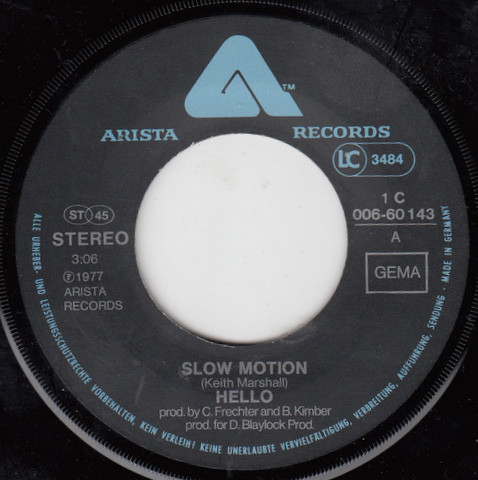 TM
ARISTA RECORDS
LC 3484
1 C
006-60 143
A
GEMA
ST 45
STEREO
3:06
Ⓟ 1977
ARISTA
RECORDS
SLOW MOTION
(Keith Marshall)
HELLO
prod. by C. Frechter and B. Kimber
prod. for D. Blaylock Prod.
ALLE URHEBER- UND LEISTUNGSSCHUTZRECHTE VORBEHALTEN, KEIN VERLEIH! KEINE UNERLAUBTE VERVIELFÄLTIGUNG, VERBREITUNG, AUFFÜHRUNG, SENDUNG · MADE IN GERMANY